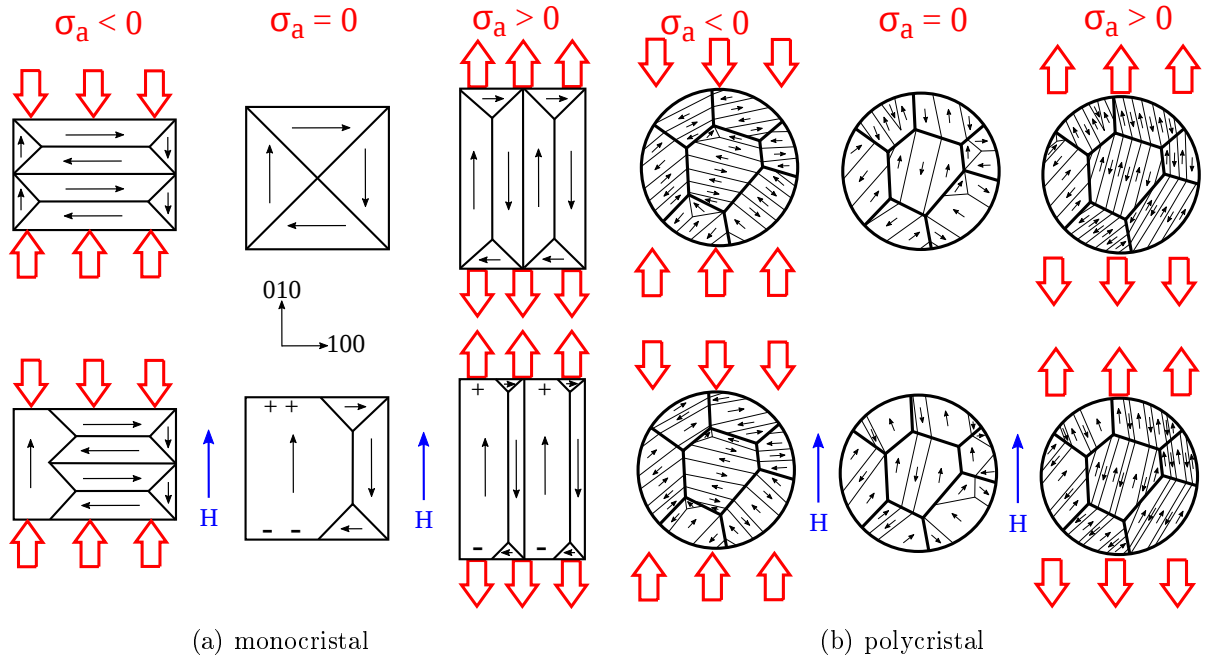 σa < 0 σa = 0 σa > 0 σa < 0 σa = 0 σa > 0
010
100
+ + + +
H H H H
- - - -
(a) monocristal (b) polycristal